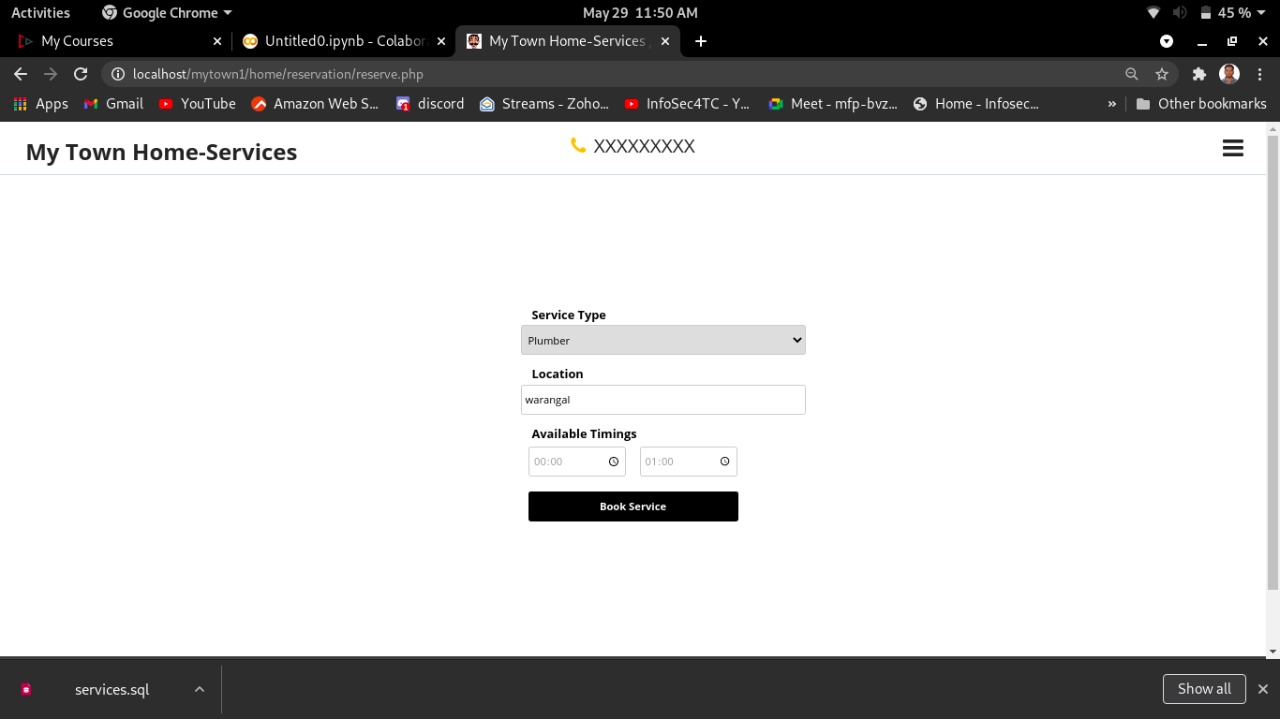 Activities Google Chrome May 29 11:50 AM 45 %
My Courses Untitled0.ipynb - Colabor My Town Home-Services
localhost/mytown1/home/reservation/reserve.php
Apps Gmail YouTube Amazon Web S... discord Streams - Zoho... InfoSec4TC - Y... Meet - mfp-bvz... Home - Infosec... » Other bookmarks
My Town Home-Services XXXXXXXXX
Service Type
Plumber
Location
warangal
Available Timings
00:00 01:00
Book Service
services.sql Show all